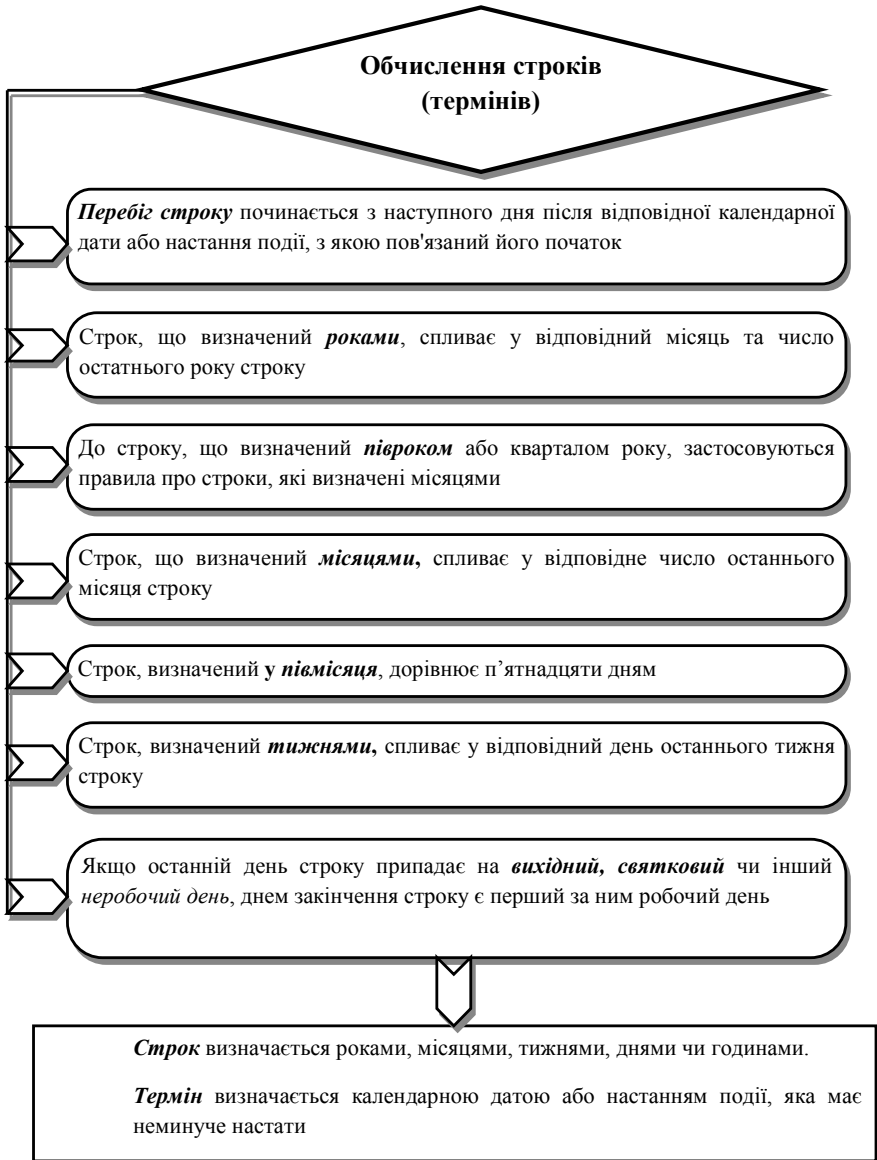 Обчислення строків
(термінів)
Перебіг строку починається з наступного дня після відповідної календарної
дати або настання події, з якою пов'язаний його початок
Строк, що визначений роками, спливає у відповідний місяць та число
остатнього року строку
До строку, що визначений півроком або кварталом року, застосовуються
правила про строки, які визначені місяцями
Строк, що визначений місяцями, спливає у відповідне число останнього
місяця строку
Строк, визначений у півмісяця, дорівнює п’ятнадцяти дням
Строк, визначений тижнями, спливає у відповідний день останнього тижня
строку
Якщо останній день строку припадає на вихідний, святковий чи інший
неробочий день, днем закінчення строку є перший за ним робочий день
Строк визначається роками, місяцями, тижнями, днями чи годинами.
Термін визначається календарною датою або настанням події, яка має
неминуче настати